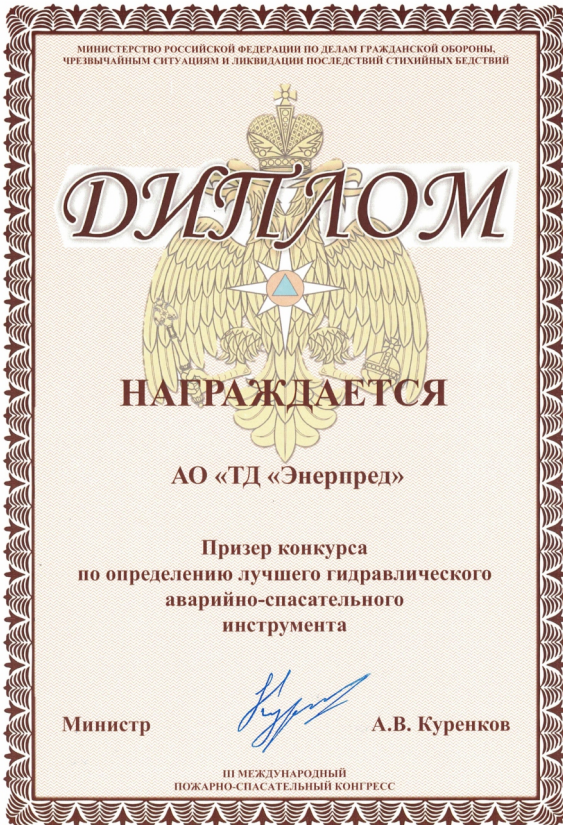 МИНИСТЕРСТВО РОССИЙСКОЙ ФЕДЕРАЦИИ ПО ДЕЛАМ ГРАЖДАНСКОЙ ОБОРОНЫ,
ЧРЕЗВЫЧАЙНЫМ СИТУАЦИЯМ И ЛИКВИДАЦИИ ПОСЛЕДСТВИЙ СТИХИЙНЫХ БЕДСТВИЙ
ДИПЛОМ
НАГРАЖДАЕТСЯ
АО «ТД «Энерпред»
Призер конкурса
по определению лучшего гидравлического
аварийно-спасательного
инструмента
Министр А.В. Куренков
III МЕЖДУНАРОДНЫЙ
ПОЖАРНО-СПАСАТЕЛЬНЫЙ КОНГРЕСС